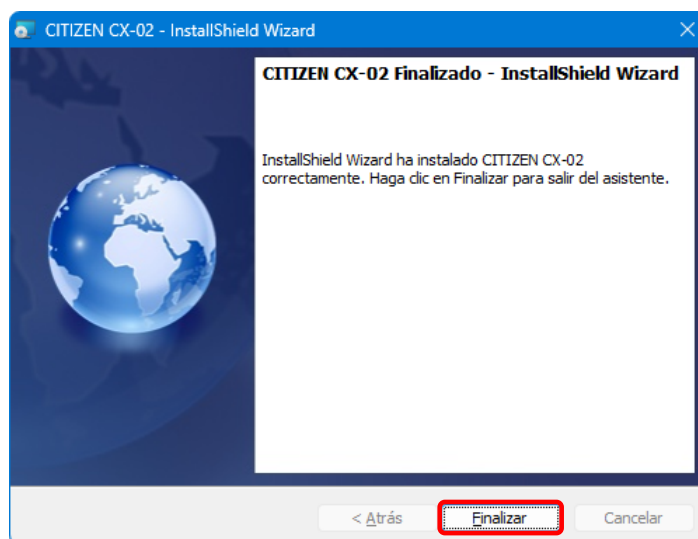 CITIZEN CX-02 - InstallShield Wizard
CITIZEN CX-02 Finalizado - InstallShield Wizard
InstallShield Wizard ha instalado CITIZEN CX-02
correctamente. Haga clic en Finalizar para salir del asistente.
< Atrás Finalizar Cancelar